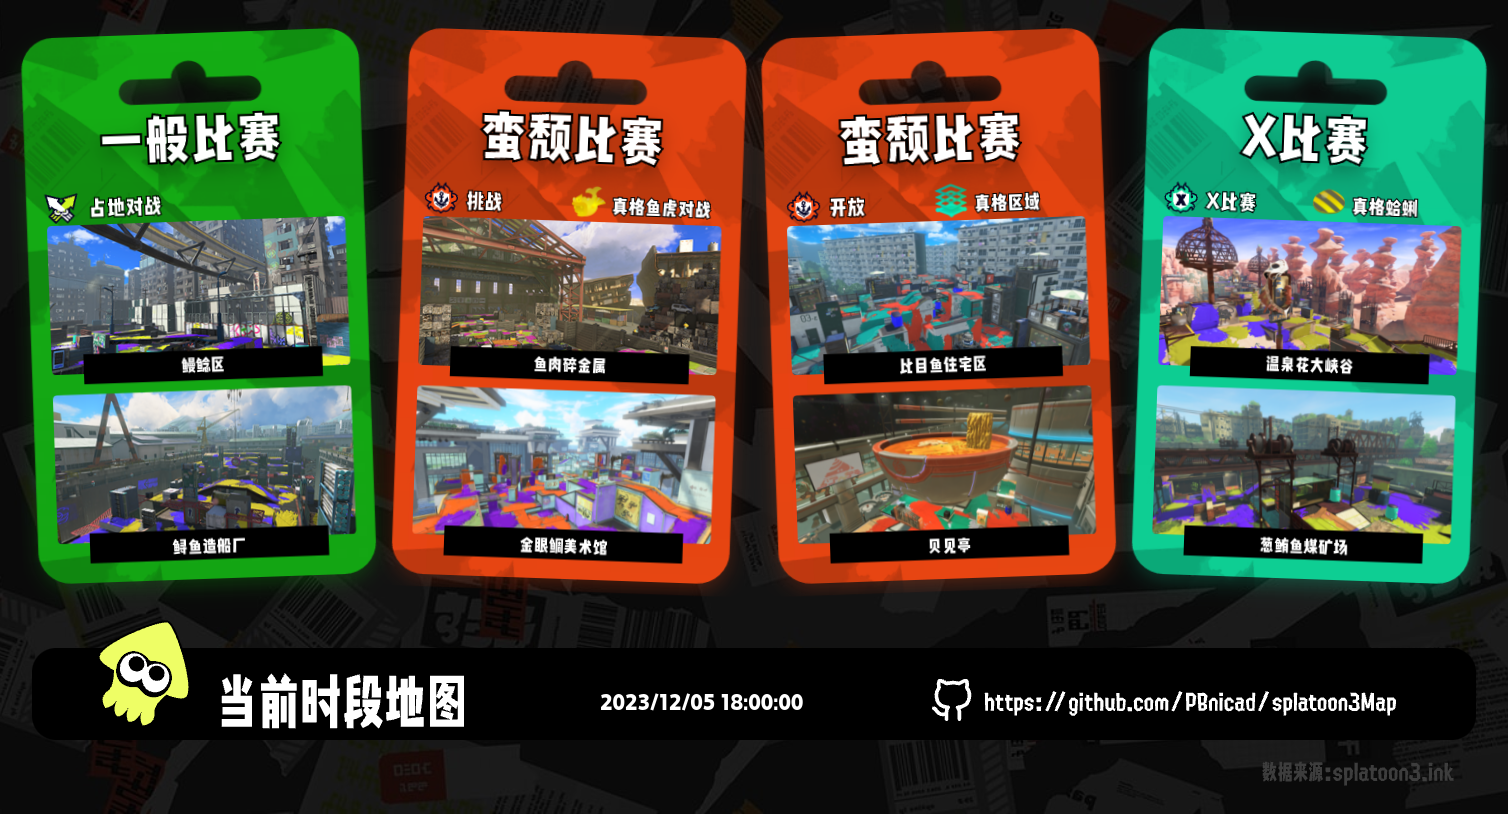 一般比赛
占地对战
鳗鲶区
鲟鱼造船厂
蛮颓比赛
挑战
真格鱼虎对战
鱼肉碎金属
金眼鲷美术馆
蛮颓比赛
开放
真格区域
比目鱼住宅区
贝贝亭
X比赛
X比赛
真格蛤蜊
温泉花大峡谷
葱鲔鱼煤矿场
当前时段地图
2023/12/05 18:00:00
https://github.com/PBnicad/splatoon3Map
数据来源:splatoon3.ink